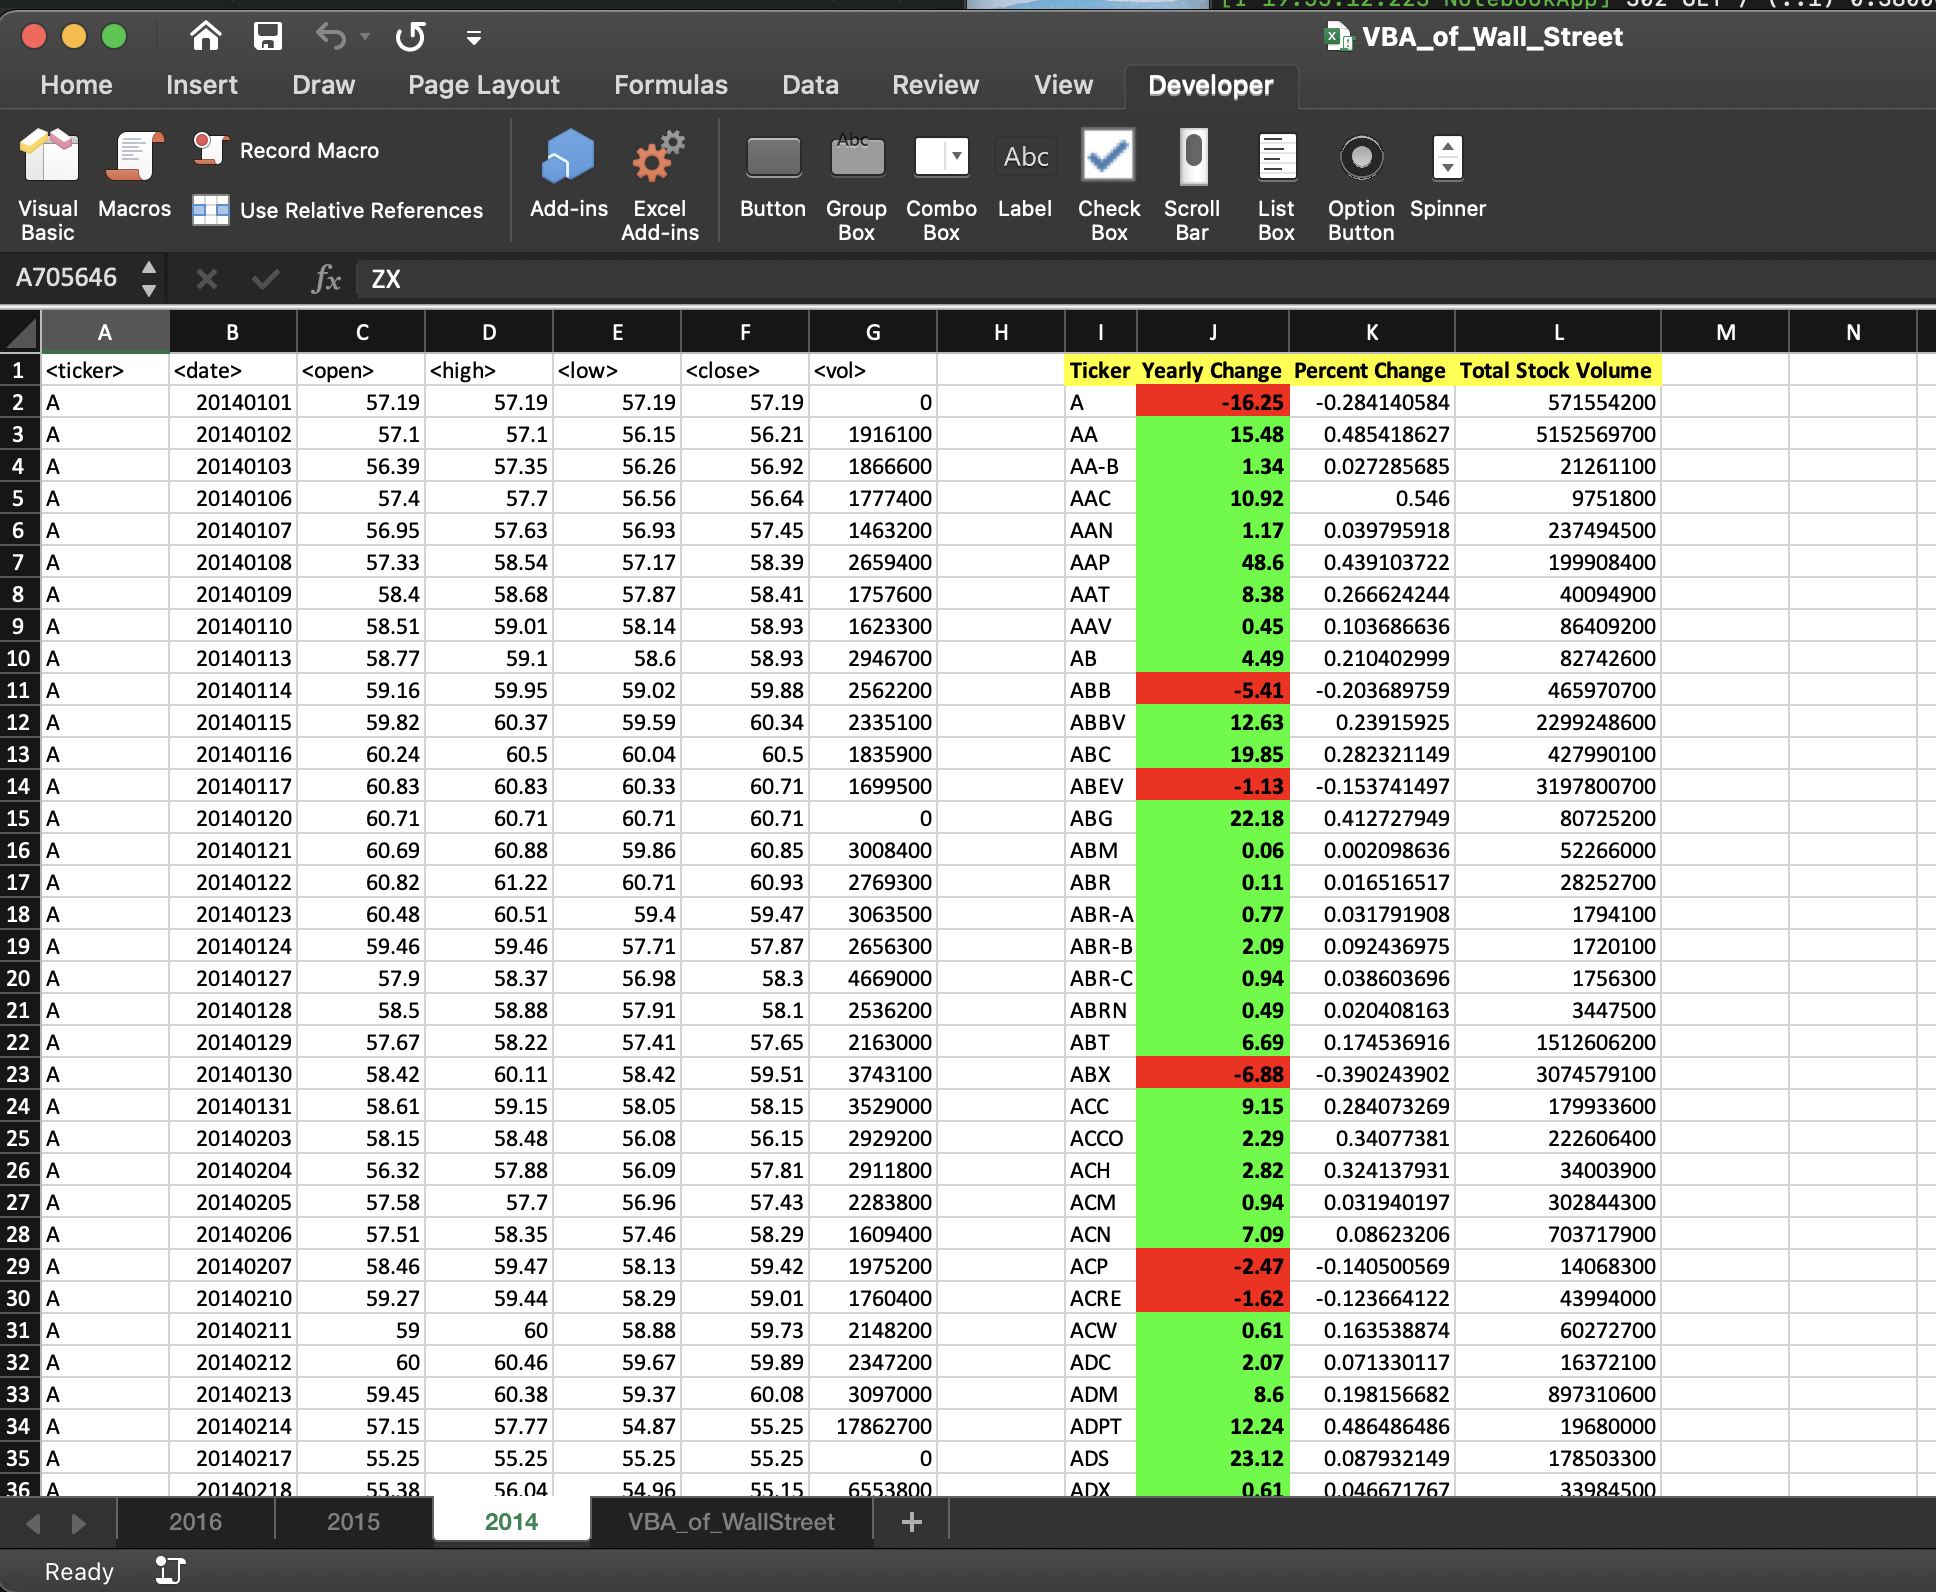 VBA_of_Wall_Street
Home Insert Draw Page Layout Formulas Data Review View Developer
Visual Basic Macros Record Macro Use Relative References Add-ins Excel Add-ins Button Group Box Combo Box Label Check Box Scroll Bar List Box Option Button Spinner
Abc Abc
A705646 fx ZX
A B C D E F G H I J K L M N
1 <ticker> <date> <open> <high> <low> <close> <vol> Ticker Yearly Change Percent Change Total Stock Volume
2 A 20140101 57.19 57.19 57.19 57.19 0 A -16.25 -0.284140584 571554200
3 A 20140102 57.1 57.1 56.15 56.21 1916100 AA 15.48 0.485418627 5152569700
4 A 20140103 56.39 57.35 56.26 56.92 1866600 AA-B 1.34 0.027285685 21261100
5 A 20140106 57.4 57.7 56.56 56.64 1777400 AAC 10.92 0.546 9751800
6 A 20140107 56.95 57.63 56.93 57.45 1463200 AAN 1.17 0.039795918 237494500
7 A 20140108 57.33 58.54 57.17 58.39 2659400 AAP 48.6 0.439103722 199908400
8 A 20140109 58.4 58.68 57.87 58.41 1757600 AAT 8.38 0.266624244 40094900
9 A 20140110 58.51 59.01 58.14 58.93 1623300 AAV 0.45 0.103686636 86409200
10 A 20140113 58.77 59.1 58.6 58.93 2946700 AB 4.49 0.210402999 82742600
11 A 20140114 59.16 59.95 59.02 59.88 2562200 ABB -5.41 -0.203689759 465970700
12 A 20140115 59.82 60.37 59.59 60.34 2335100 ABBV 12.63 0.23915925 2299248600
13 A 20140116 60.24 60.5 60.04 60.5 1835900 ABC 19.85 0.282321149 427990100
14 A 20140117 60.83 60.83 60.33 60.71 1699500 ABEV -1.13 -0.153741497 3197800700
15 A 20140120 60.71 60.71 60.71 60.71 0 ABG 22.18 0.412727949 80725200
16 A 20140121 60.69 60.88 59.86 60.85 3008400 ABM 0.06 0.002098636 52266000
17 A 20140122 60.82 61.22 60.71 60.93 2769300 ABR 0.11 0.016516517 28252700
18 A 20140123 60.48 60.51 59.4 59.47 3063500 ABR-A 0.77 0.031791908 1794100
19 A 20140124 59.46 59.46 57.71 57.87 2656300 ABR-B 2.09 0.092436975 1720100
20 A 20140127 57.9 58.37 56.98 58.3 4669000 ABR-C 0.94 0.038603696 1756300
21 A 20140128 58.5 58.88 57.91 58.1 2536200 ABRN 0.49 0.020408163 3447500
22 A 20140129 57.67 58.22 57.41 57.65 2163000 ABT 6.69 0.174536916 1512606200
23 A 20140130 58.42 60.11 58.42 59.51 3743100 ABX -6.88 -0.390243902 3074579100
24 A 20140131 58.61 59.15 58.05 58.15 3529000 ACC 9.15 0.284073269 179933600
25 A 20140203 58.15 58.48 56.08 56.15 2929200 ACCO 2.29 0.34077381 222606400
26 A 20140204 56.32 57.88 56.09 57.81 2911800 ACH 2.82 0.324137931 34003900
27 A 20140205 57.58 57.7 56.96 57.43 2283800 ACM 0.94 0.031940197 302844300
28 A 20140206 57.51 58.35 57.46 58.29 1609400 ACN 7.09 0.08623206 703717900
29 A 20140207 58.46 59.47 58.13 59.42 1975200 ACP -2.47 -0.140500569 14068300
30 A 20140210 59.27 59.44 58.29 59.01 1760400 ACRE -1.62 -0.123664122 43994000
31 A 20140211 59 60 58.88 59.73 2148200 ACW 0.61 0.163538874 60272700
32 A 20140212 60 60.46 59.67 59.89 2347200 ADC 2.07 0.071330117 16372100
33 A 20140213 59.45 60.38 59.37 60.08 3097000 ADM 8.6 0.198156682 897310600
34 A 20140214 57.15 57.77 54.87 55.25 17862700 ADPT 12.24 0.486486486 19680000
35 A 20140217 55.25 55.25 55.25 55.25 0 ADS 23.12 0.087932149 178503300
36 A 20140218 55.38 56.04 54.96 55.15 6553800 ADX 0.61 0.046671767 33984500
2016 2015 2014 VBA_of_WallStreet +
Ready